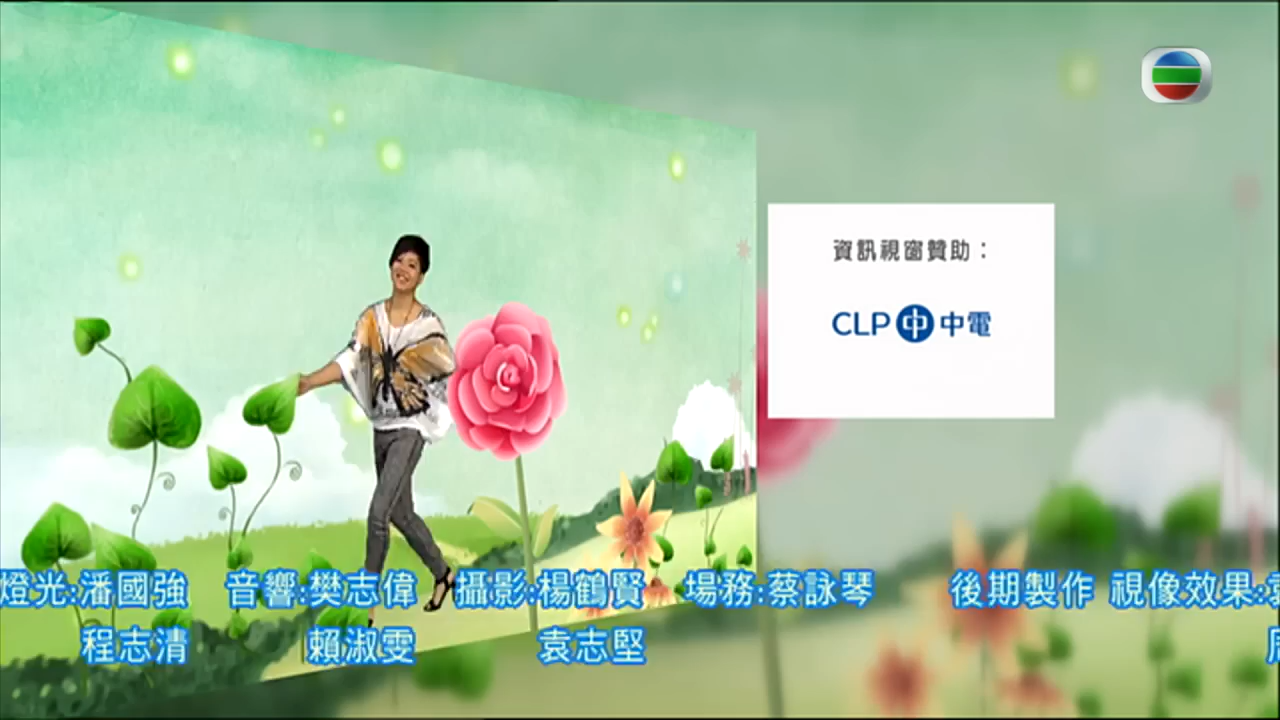 資訊視窗贊助：
CLP 中 中電
燈光:潘國強 音響:樊志偉 攝影:楊鶴賢 場務:蔡詠琴 後期製作 視像效果:
程志清 賴淑雯 袁志堅